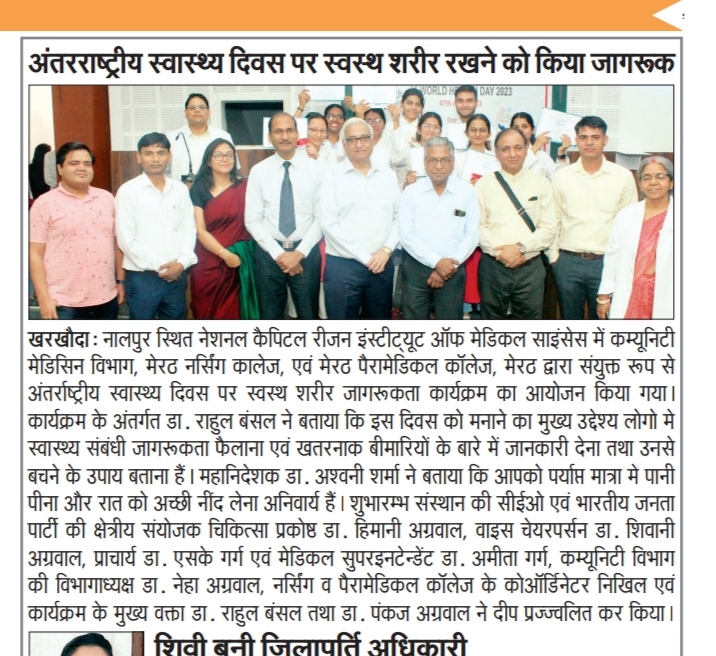 अंतरराष्ट्रीय स्वास्थ्य दिवस पर स्वस्थ शरीर रखने को किया जागरूक
WORLD HEALTH DAY 2023
खरखौदा: नालपुर स्थित नेशनल कैपिटल रीजन इंस्टीट्यूट ऑफ मेडिकल साइंसेस में कम्यूनिटी
मेडिसिन विभाग, मेरठ नर्सिंग कालेज, एवं मेरठ पैरामेडिकल कॉलेज, मेरठ द्वारा संयुक्त रूप से
अंतर्राष्ट्रीय स्वास्थ्य दिवस पर स्वस्थ शरीर जागरूकता कार्यक्रम का आयोजन किया गया।
कार्यक्रम के अंतर्गत डा. राहुल बंसल ने बताया कि इस दिवस को मनाने का मुख्य उद्देश्य लोगो मे
स्वास्थ्य संबंधी जागरूकता फैलाना एवं खतरनाक बीमारियों के बारे में जानकारी देना तथा उनसे
बचने के उपाय बताना हैं। महानिदेशक डा. अश्वनी शर्मा ने बताया कि आपको पर्याप्त मात्रा मे पानी
पीना और रात को अच्छी नींद लेना अनिवार्य हैं। शुभारम्भ संस्थान की सीईओ एवं भारतीय जनता
पार्टी की क्षेत्रीय संयोजक चिकित्सा प्रकोष्ठ डा. हिमानी अग्रवाल, वाइस चेयरपर्सन डा. शिवानी
अग्रवाल, प्राचार्य डा. एसके गर्ग एवं मेडिकल सुपरइनटेन्डेंट डा. अमीता गर्ग, कम्यूनिटी विभाग
की विभागाध्यक्ष डा. नेहा अग्रवाल, नर्सिंग व पैरामेडिकल कॉलेज के कोऑर्डिनेटर निखिल एवं
कार्यक्रम के मुख्य वक्ता डा. राहुल बंसल तथा डा. पंकज अग्रवाल ने दीप प्रज्ज्वलित कर किया।
शिवी बनी जिलापूर्ति अधिकारी